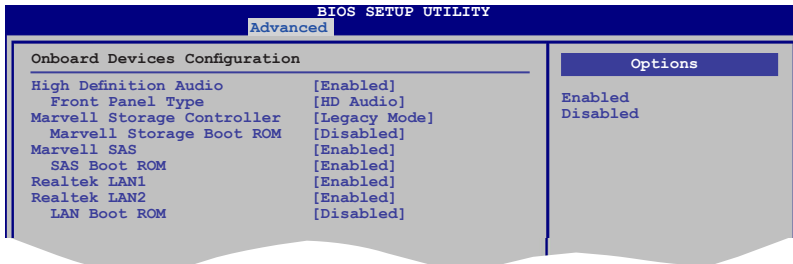 BIOS SETUP UTILITY
Advanced
Onboard Devices Configuration
High Definition Audio [Enabled]
Front Panel Type [HD Audio]
Marvell Storage Controller [Legacy Mode]
Marvell Storage Boot ROM [Disabled]
Marvell SAS [Enabled]
SAS Boot ROM [Enabled]
Realtek LAN1 [Enabled]
Realtek LAN2 [Enabled]
LAN Boot ROM [Disabled]
Options
Enabled
Disabled